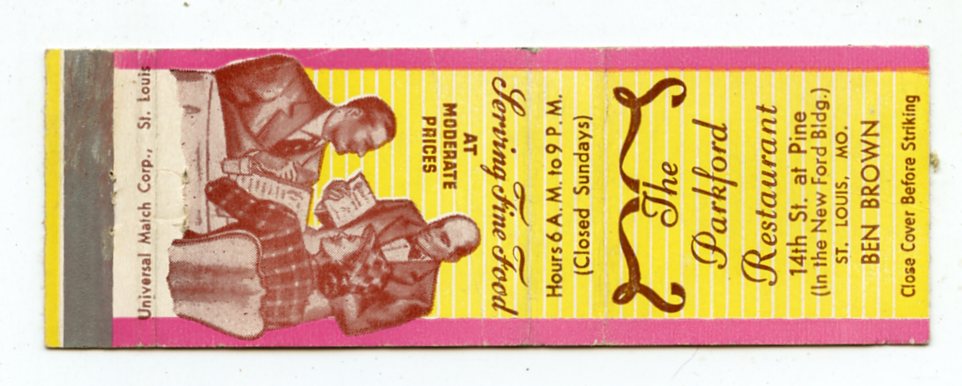 The
Parkford
Restaurant
14th St. at Pine
(In the New Ford Bldg.)
ST. LOUIS, MO.
BEN BROWN
Close Cover Before Striking
Hours 6 A.M. to 9 P.M.
(Closed Sundays)
Serving Fine Food
AT
MODERATE
PRICES
Universal Match Corp., St. Louis